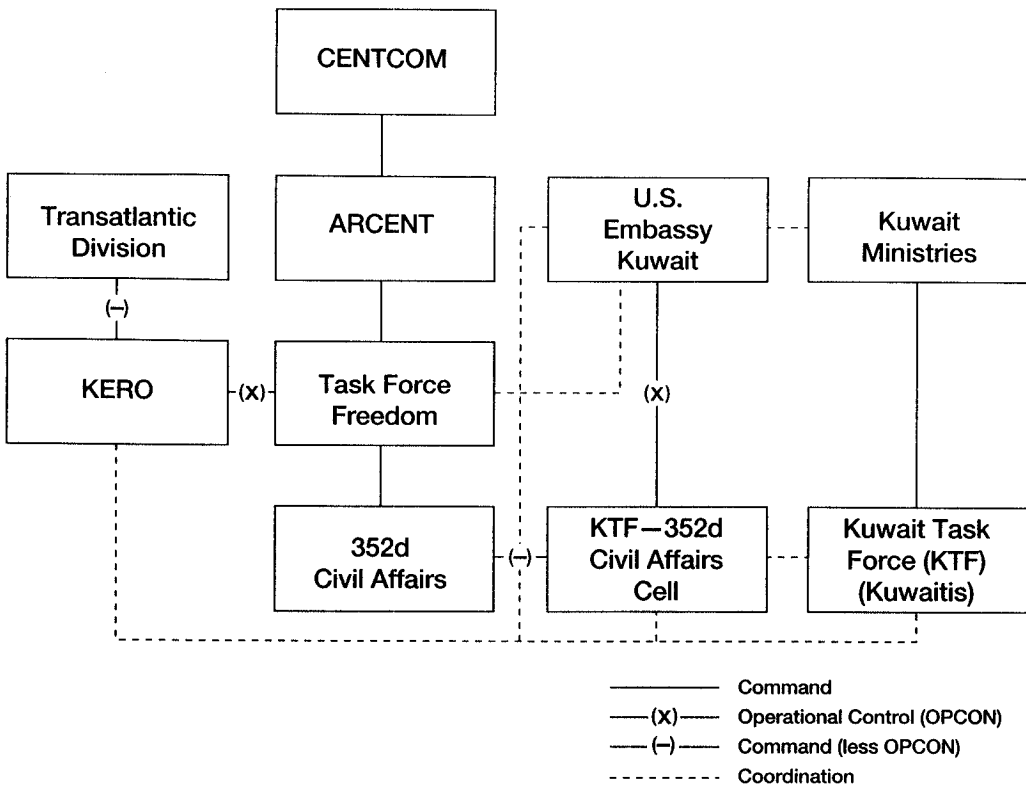 CENTCOM
Transatlantic
Division
ARCENT
U.S.
Embassy
Kuwait
Kuwait
Ministries
(–)
KERO
(x)
Task Force
Freedom
(x)
352d
Civil Affairs
(–)
KTF—352d
Civil Affairs
Cell
Kuwait Task
Force (KTF)
(Kuwaitis)
Command
(x) Operational Control (OPCON)
(–) Command (less OPCON)
Coordination